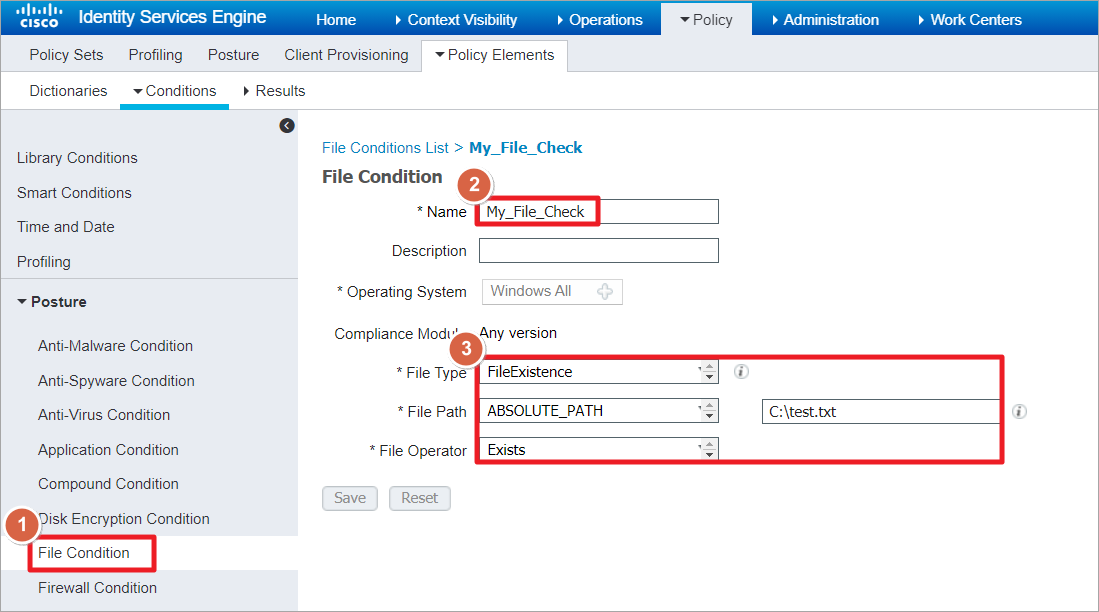 cisco Identity Services Engine Home Context Visibility Operations Policy Administration Work Centers
Policy Sets Profiling Posture Client Provisioning Policy Elements
Dictionaries Conditions Results
Library Conditions
Smart Conditions
Time and Date
Profiling
Posture
Anti-Malware Condition
Anti-Spyware Condition
Anti-Virus Condition
Application Condition
Compound Condition
1
Disk Encryption Condition
File Condition
Firewall Condition
File Conditions List > My_File_Check
File Condition
2
* Name My_File_Check
Description
* Operating System Windows All
Compliance Modul Any version
3
* File Type FileExistence
* File Path ABSOLUTE_PATH C:\test.txt
* File Operator Exists
Save Reset